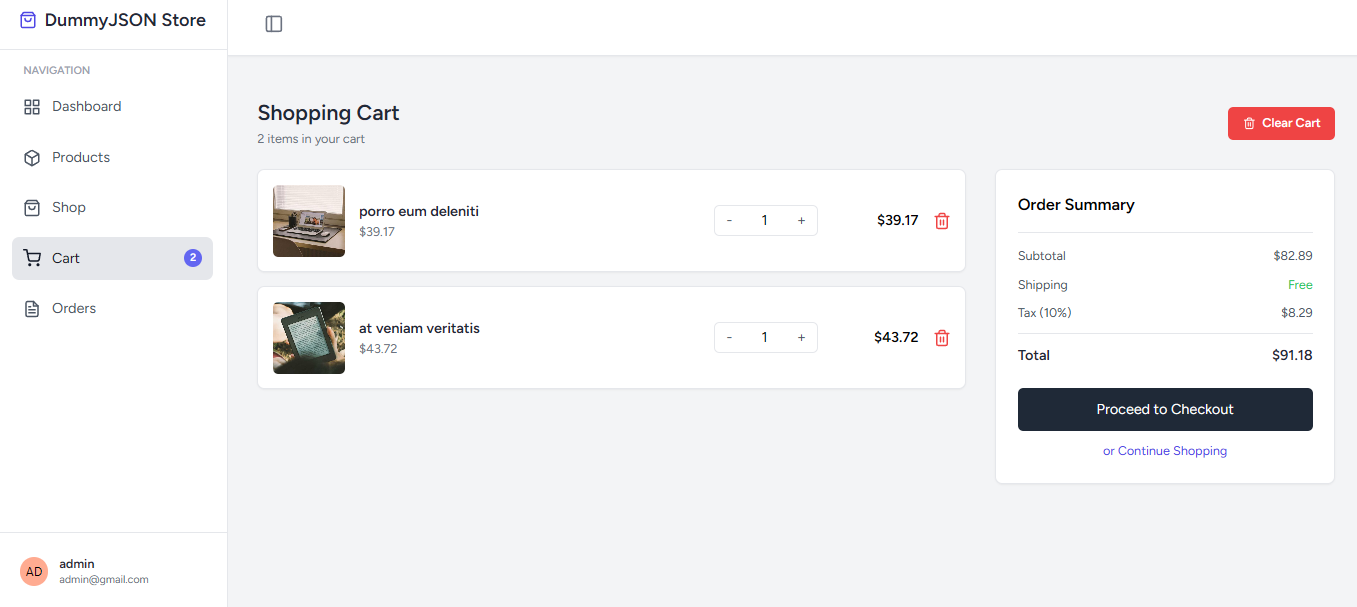 DummyJSON Store
NAVIGATION
Dashboard
Products
Shop
Cart 2
Orders
AD
admin
admin@gmail.com
Shopping Cart
2 items in your cart
Clear Cart
porro eum deleniti
$39.17
- 1 +
$39.17
at veniam veritatis
$43.72
- 1 +
$43.72
Order Summary
Subtotal $82.89
Shipping Free
Tax (10%) $8.29
Total $91.18
Proceed to Checkout
or Continue Shopping